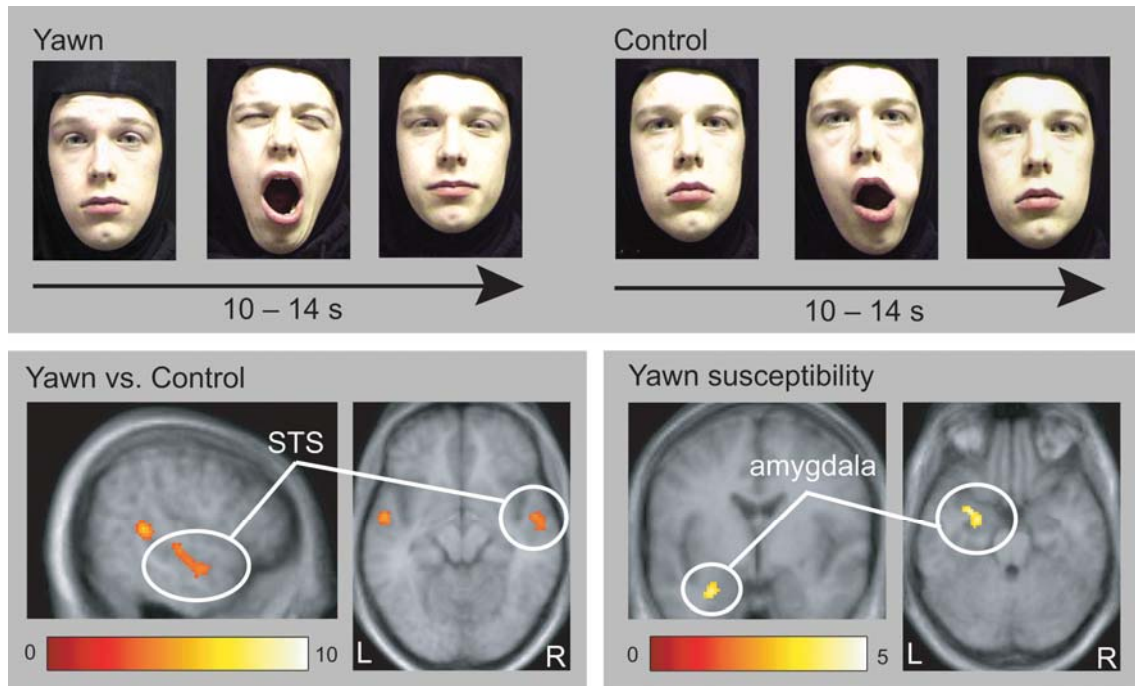 Yawn
Control
10 – 14 s
10 – 14 s
Yawn vs. Control
STS
0
10
L
R
Yawn susceptibility
amygdala
0
5
L
R